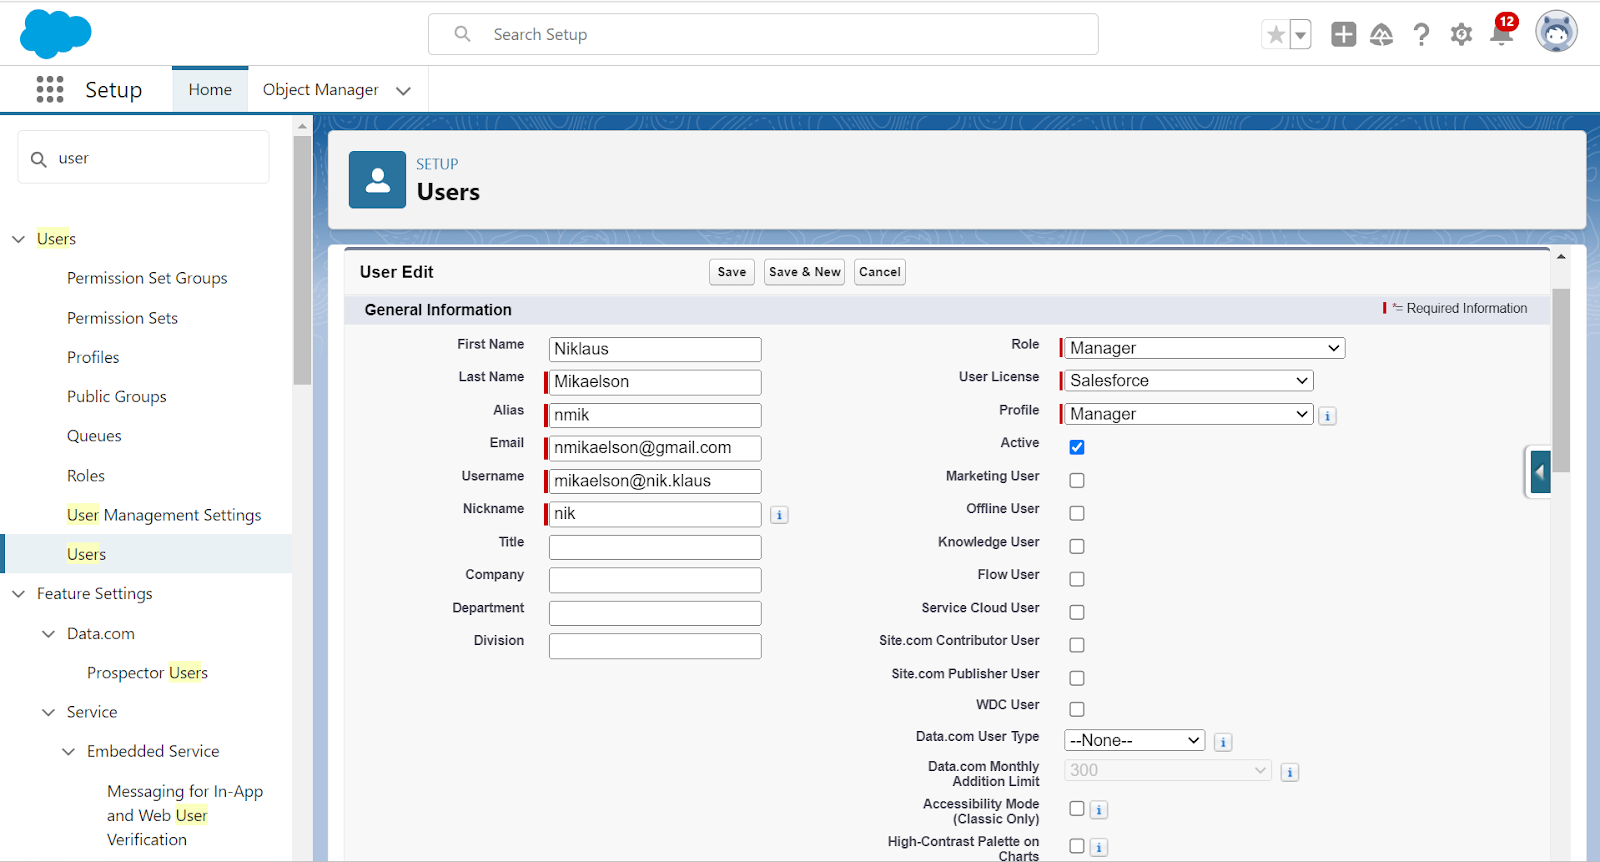 Search Setup
12
Setup
Home
Object Manager
user
Users
Permission Set Groups
Permission Sets
Profiles
Public Groups
Queues
Roles
User Management Settings
Users
Feature Settings
Data.com
Prospector Users
Service
Embedded Service
Messaging for In-App
and Web User
Verification
SETUP
Users
User Edit
Save
Save & New
Cancel
General Information
*= Required Information
First Name Niklaus
Last Name Mikaelson
Alias nmik
Email nmikaelson@gmail.com
Username mikaelson@nik.klaus
Nickname nik i
Title
Company
Department
Division
Role Manager
User License Salesforce
Profile Manager i
Active
Marketing User
Offline User
Knowledge User
Flow User
Service Cloud User
Site.com Contributor User
Site.com Publisher User
WDC User
Data.com User Type --None-- i
Data.com Monthly
Addition Limit 300 i
Accessibility Mode
(Classic Only) i
High-Contrast Palette on
Charts i